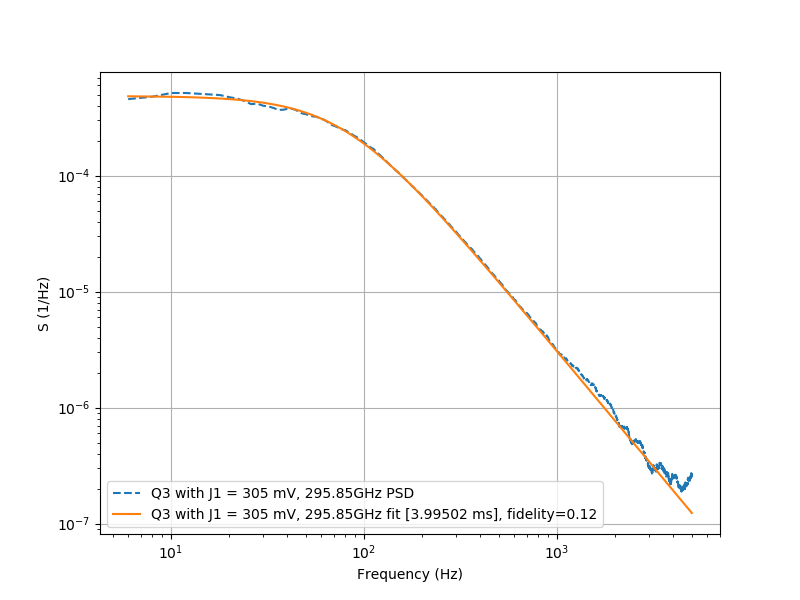 10⁻⁴
10⁻⁵
10⁻⁶
10⁻⁷
S (1/Hz)
Q3 with J1 = 305 mV, 295.85GHz PSD
Q3 with J1 = 305 mV, 295.85GHz fit [3.99502 ms], fidelity=0.12
10¹ 10² 10³
Frequency (Hz)